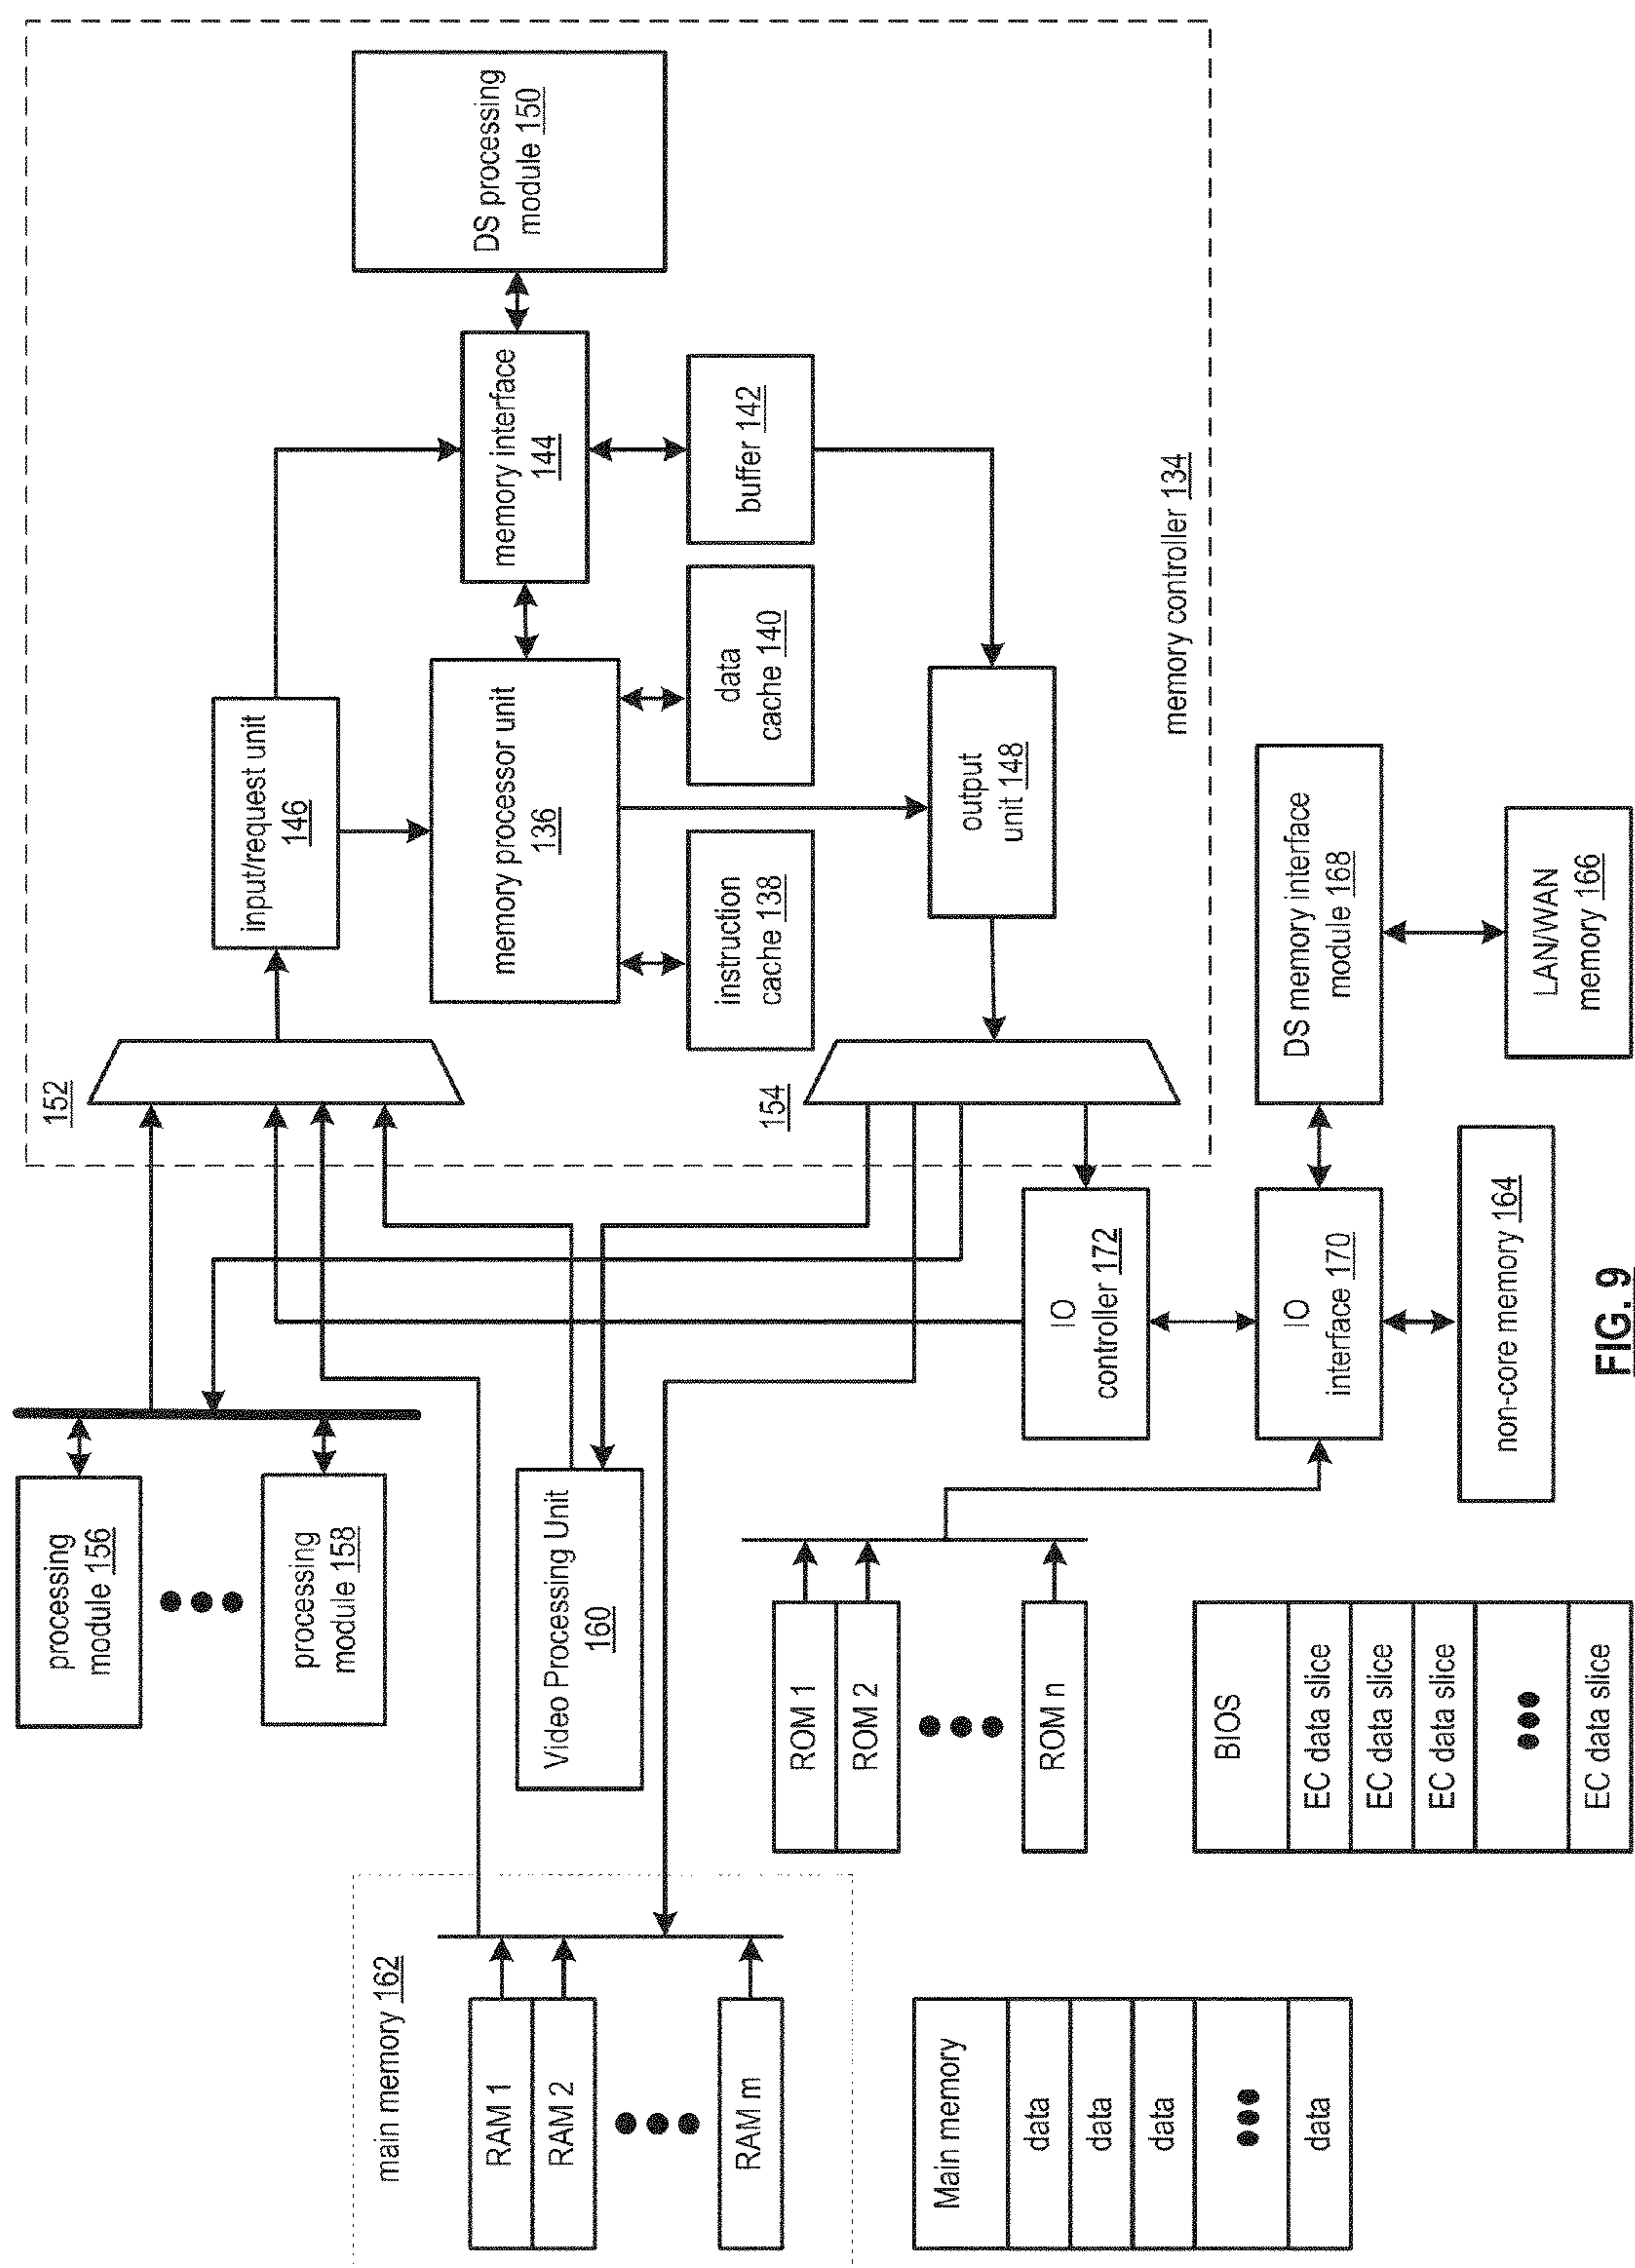 main memory 162
RAM 1
RAM 2
RAM m
Main memory
data
data
data
data
processing
module 156
processing
module 158
Video Processing Unit
160
ROM 1
ROM 2
ROM n
BIOS
EC data slice
EC data slice
EC data slice
EC data slice
152
154
input/request unit
146
memory processor unit
136
instruction
cache 138
data
cache 140
memory interface
144
buffer 142
DS processing
module 150
output
unit 148
memory controller 134
IO
controller 172
IO
interface 170
non-core memory 164
DS memory interface
module 168
LAN/WAN
memory 166
FIG. 9